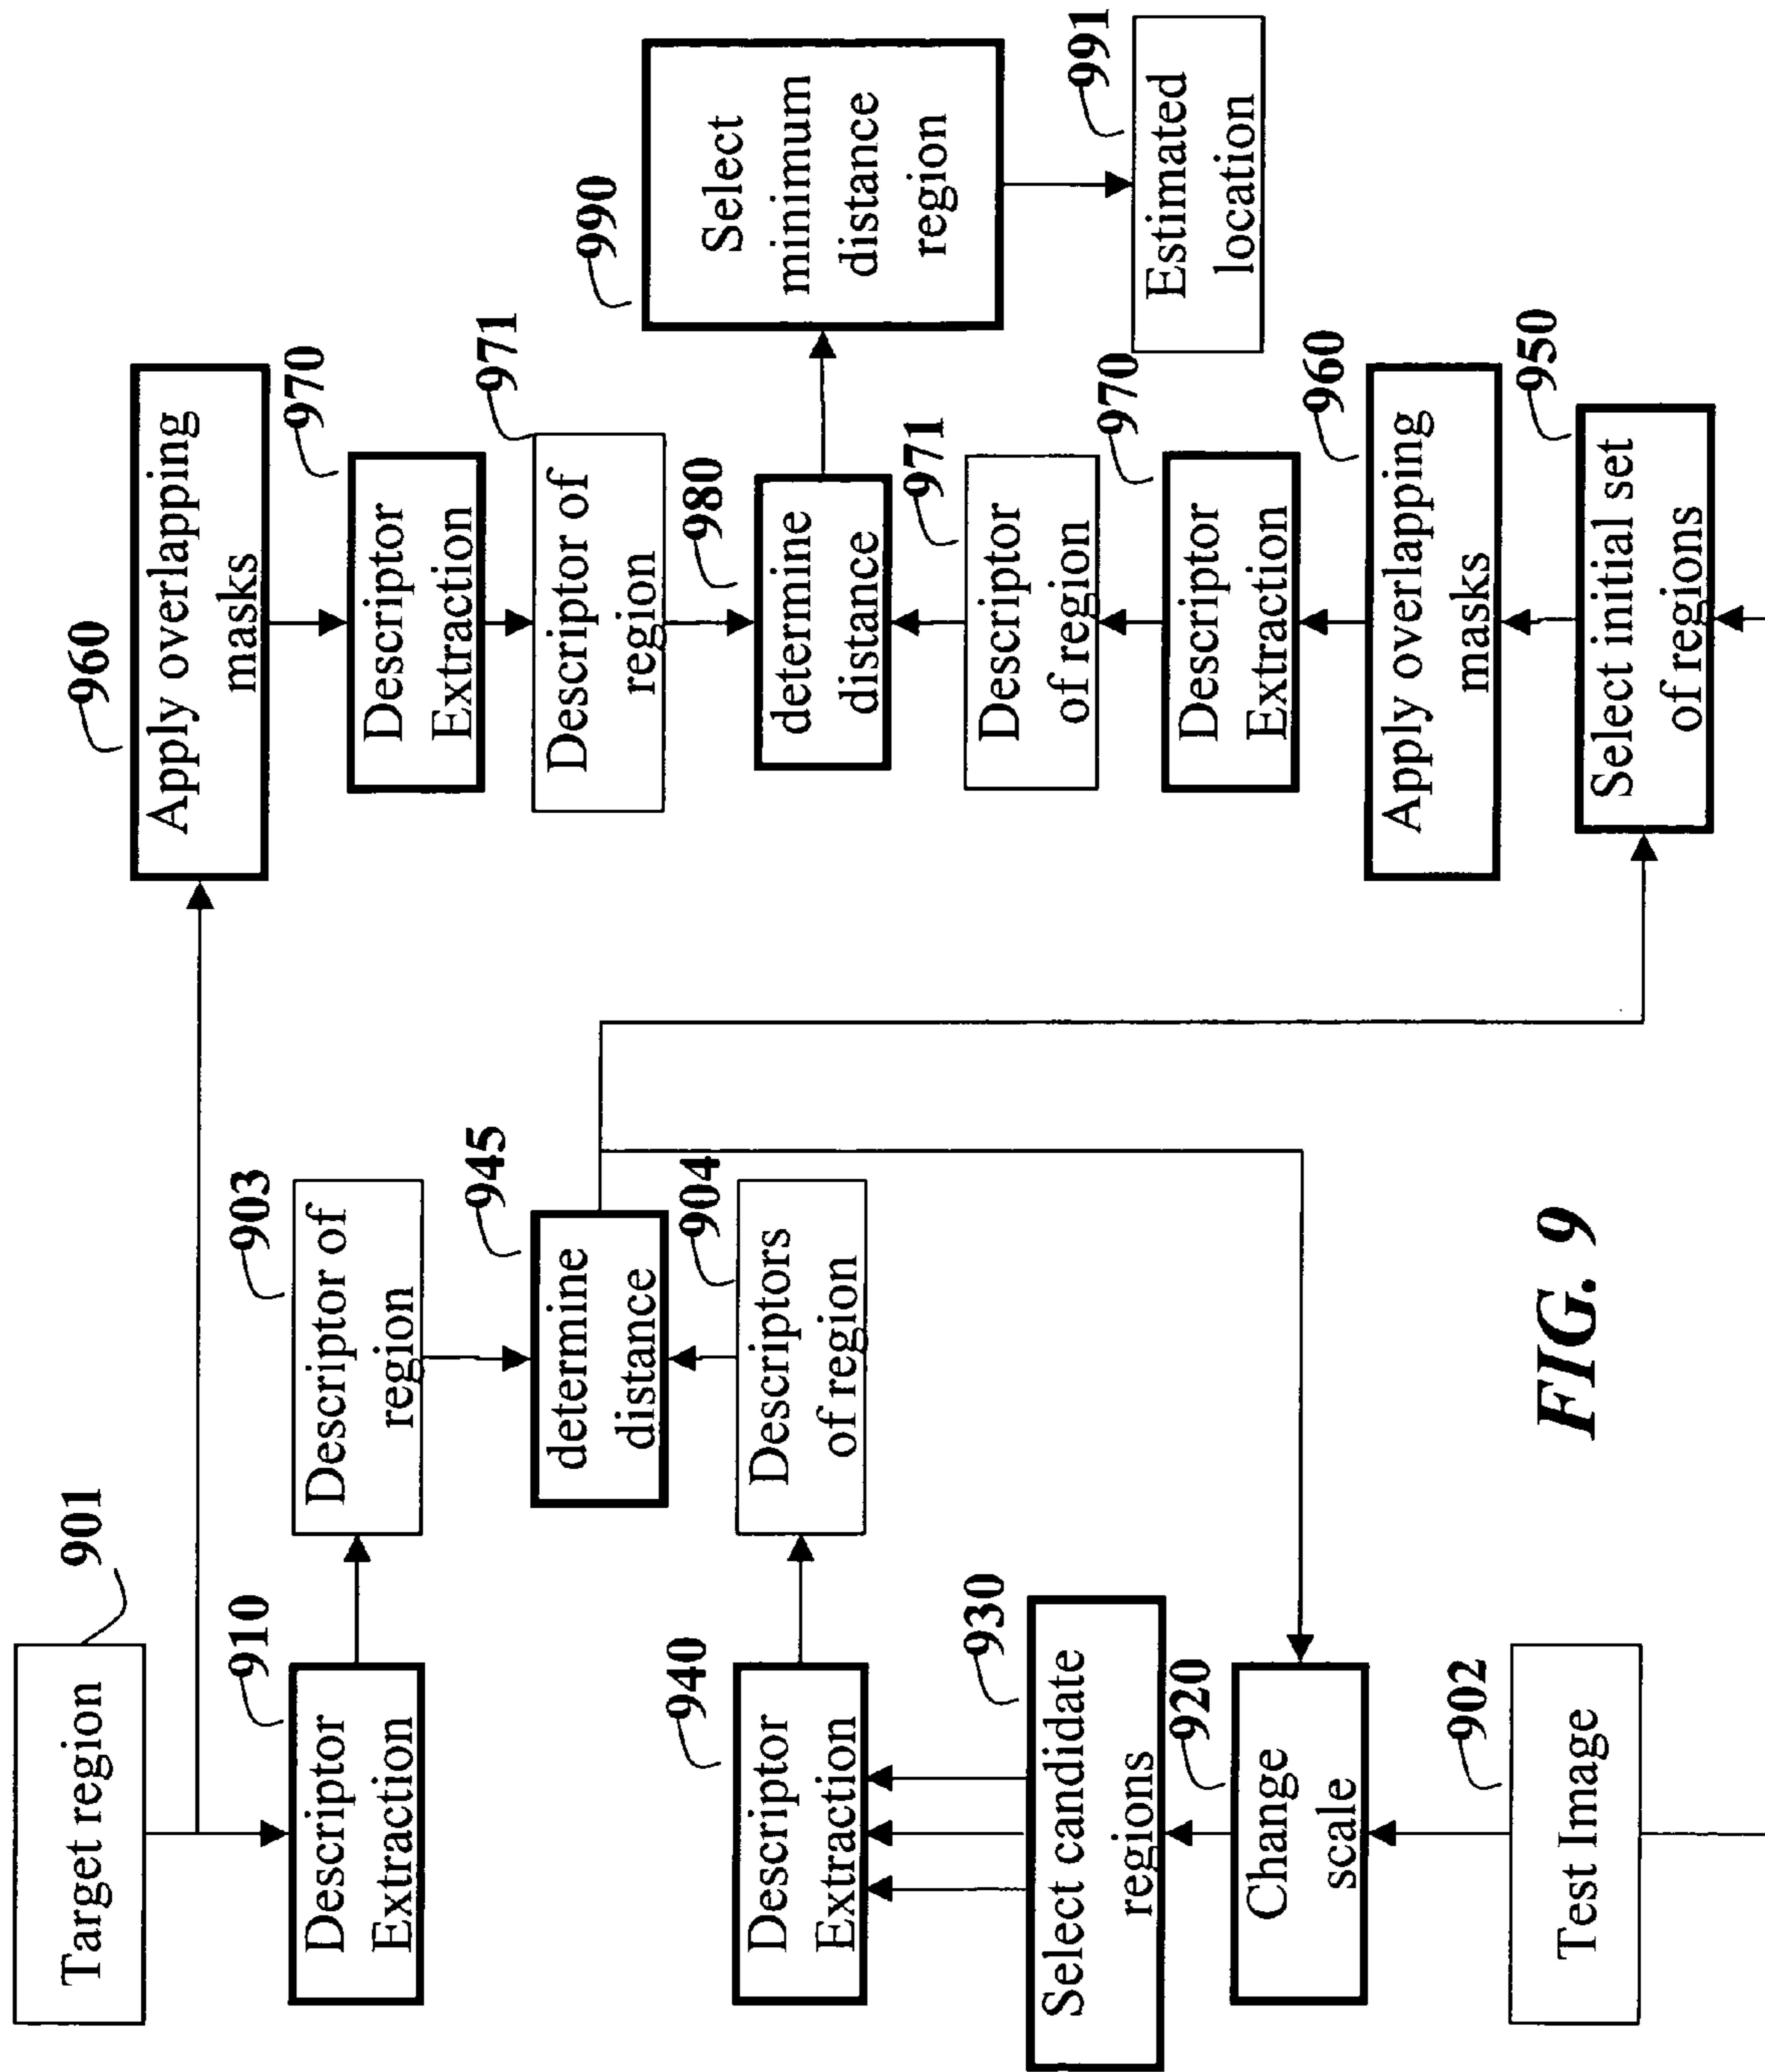 Target region
901
Descriptor
Extraction
910
Descriptor of
region
903
determine
distance
945
Descriptors
of region
904
Descriptor
Extraction
940
Select candidate
regions
930
Change
scale
920
Test Image
902
Apply overlapping
masks
960
Descriptor
Extraction
970
Descriptor of
region
971
determine
distance
980
Descriptor
of region
971
Descriptor
Extraction
970
Apply overlapping
masks
960
Select initial set
of regions
950
Select
minimum
distance
region
990
Estimated
location
991
FIG. 9